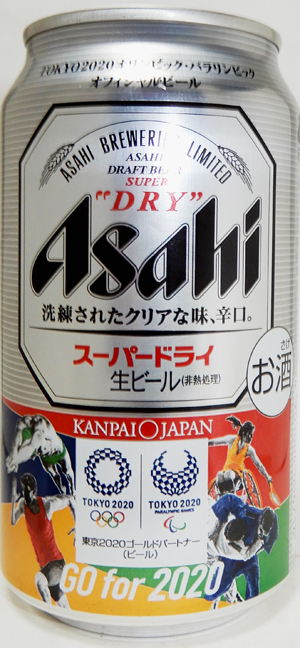 TOKYO2020オリンピック・パラリンピック
オフィシャルビール
ASAHI BREWERIES LIMITED
ASAHI
DRAFT BEER
SUPER
"DRY"
Asahi
洗練されたクリアな味、辛口。
スーパードライ
生ビール(非熱処理)
さけ
お酒
KANPAI JAPAN
TOKYO 2020
TOKYO 2020
PARALYMPIC GAMES
東京2020ゴールドパートナー
(ビール)
GO for 2020